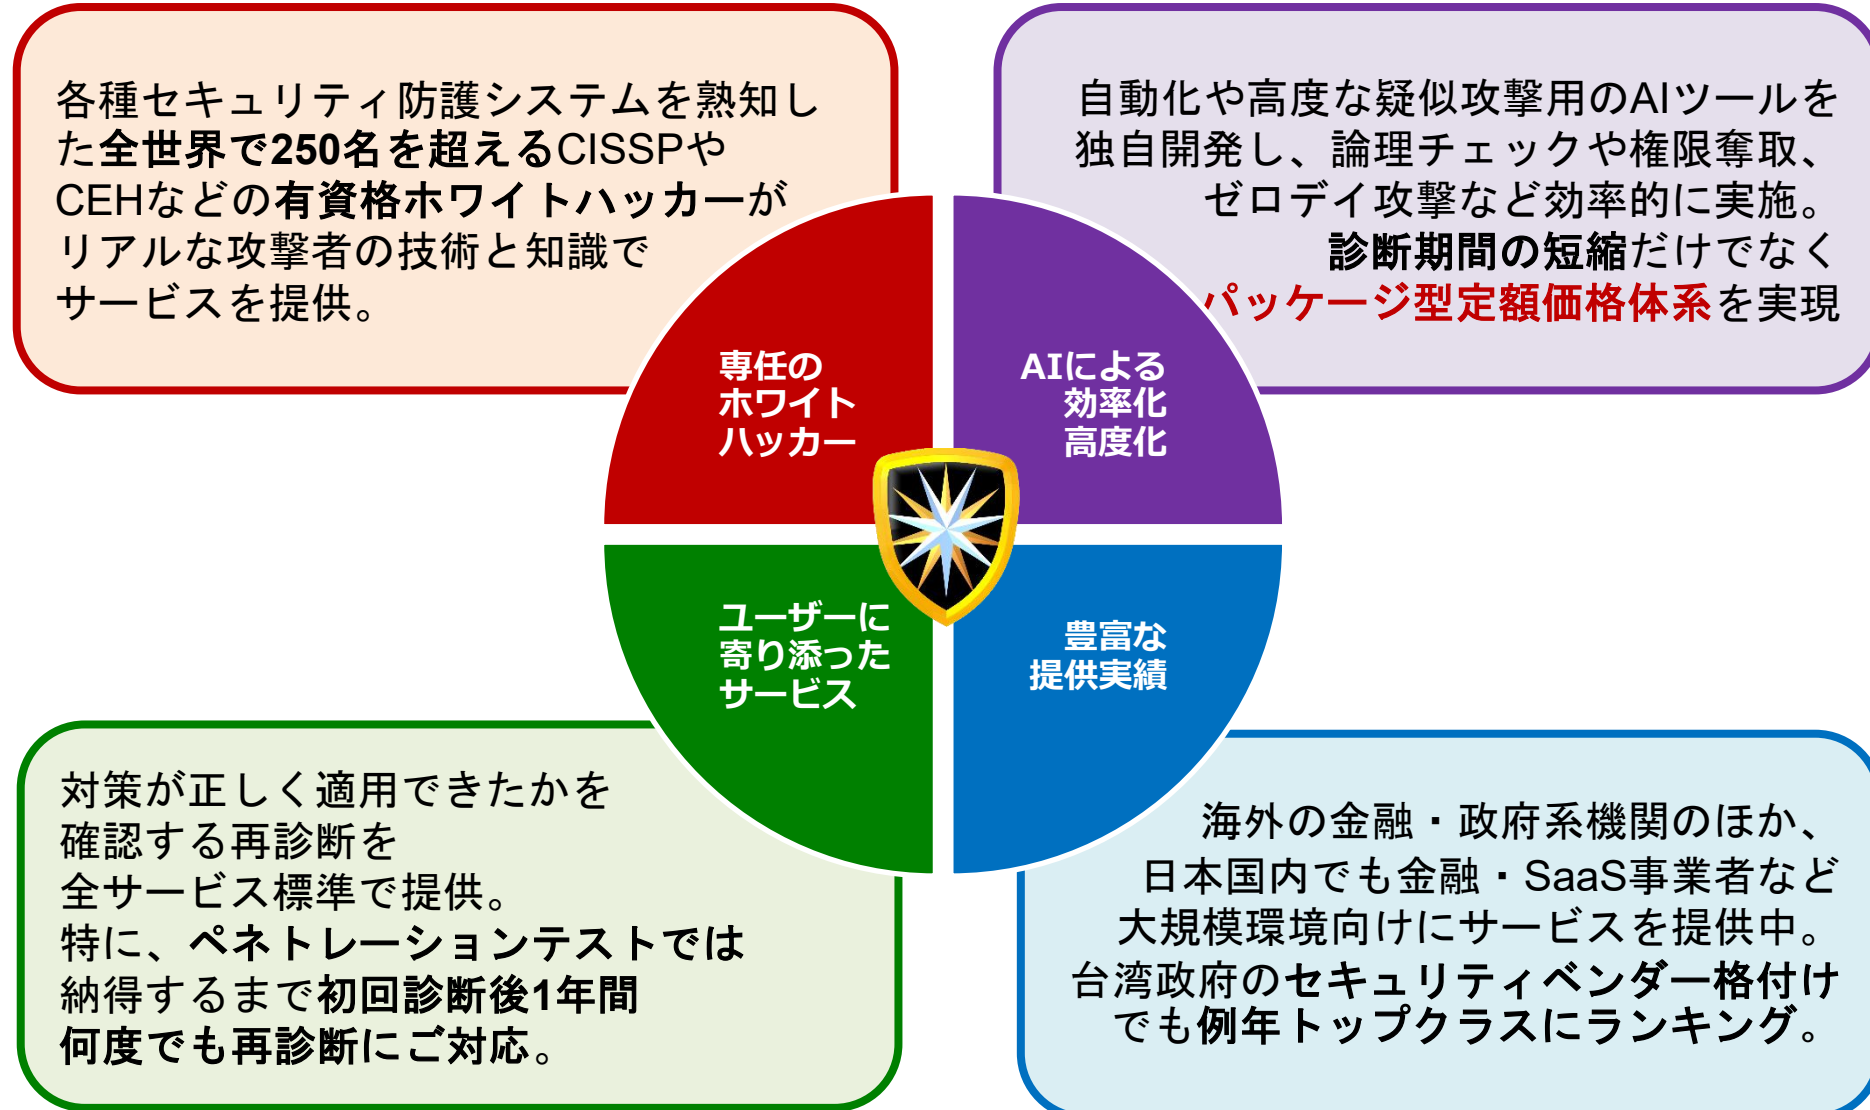 各種セキュリティ防護システムを熟知し
た全世界で250名を超えるCISSPや
CEHなどの有資格ホワイトハッカーが
リアルな攻撃者の技術と知識で
サービスを提供。
自動化や高度な疑似攻撃用のAIツールを
独自開発し、論理チェックや権限奪取、
ゼロデイ攻撃など効率的に実施。
診断期間の短縮だけでなく
パッケージ型定額価格体系を実現
専任の
ホワイト
ハッカー
AIによる
効率化
高度化
ユーザーに
寄り添った
サービス
豊富な
提供実績
対策が正しく適用できたかを
確認する再診断を
全サービス標準で提供。
特に、ペネトレーションテストでは
納得するまで初回診断後1年間
何度でも再診断にご対応。
海外の金融・政府系機関のほか、
日本国内でも金融・SaaS事業者など
大規模環境向けにサービスを提供中。
台湾政府のセキュリティベンダー格付け
でも例年トップクラスにランキング。